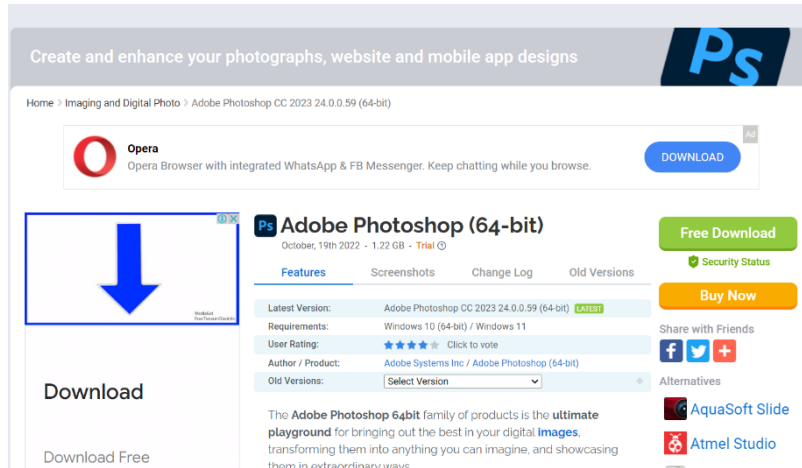 Create and enhance your photographs, website and mobile app designs
Ps
Home > Imaging and Digital Photo > Adobe Photoshop CC 2023 24.0.0.59 (64-bit)
Ad
Opera
Opera Browser with integrated WhatsApp & FB Messenger. Keep chatting while you browse.
DOWNLOAD
Download
Download Free
Ps Adobe Photoshop (64-bit)
October, 19th 2022 - 1.22 GB - Trial
Features Screenshots Change Log Old Versions
Latest Version: Adobe Photoshop CC 2023 24.0.0.59 (64-bit) LATEST
Requirements: Windows 10 (64-bit) / Windows 11
User Rating: Click to vote
Author / Product: Adobe Systems Inc / Adobe Photoshop (64-bit)
Old Versions: Select Version
The Adobe Photoshop 64bit family of products is the ultimate
playground for bringing out the best in your digital images,
transforming them into anything you can imagine, and showcasing
them in extraordinary ways.
Free Download
Security Status
Buy Now
Share with Friends
Alternatives
AquaSoft Slide
Atmel Studio